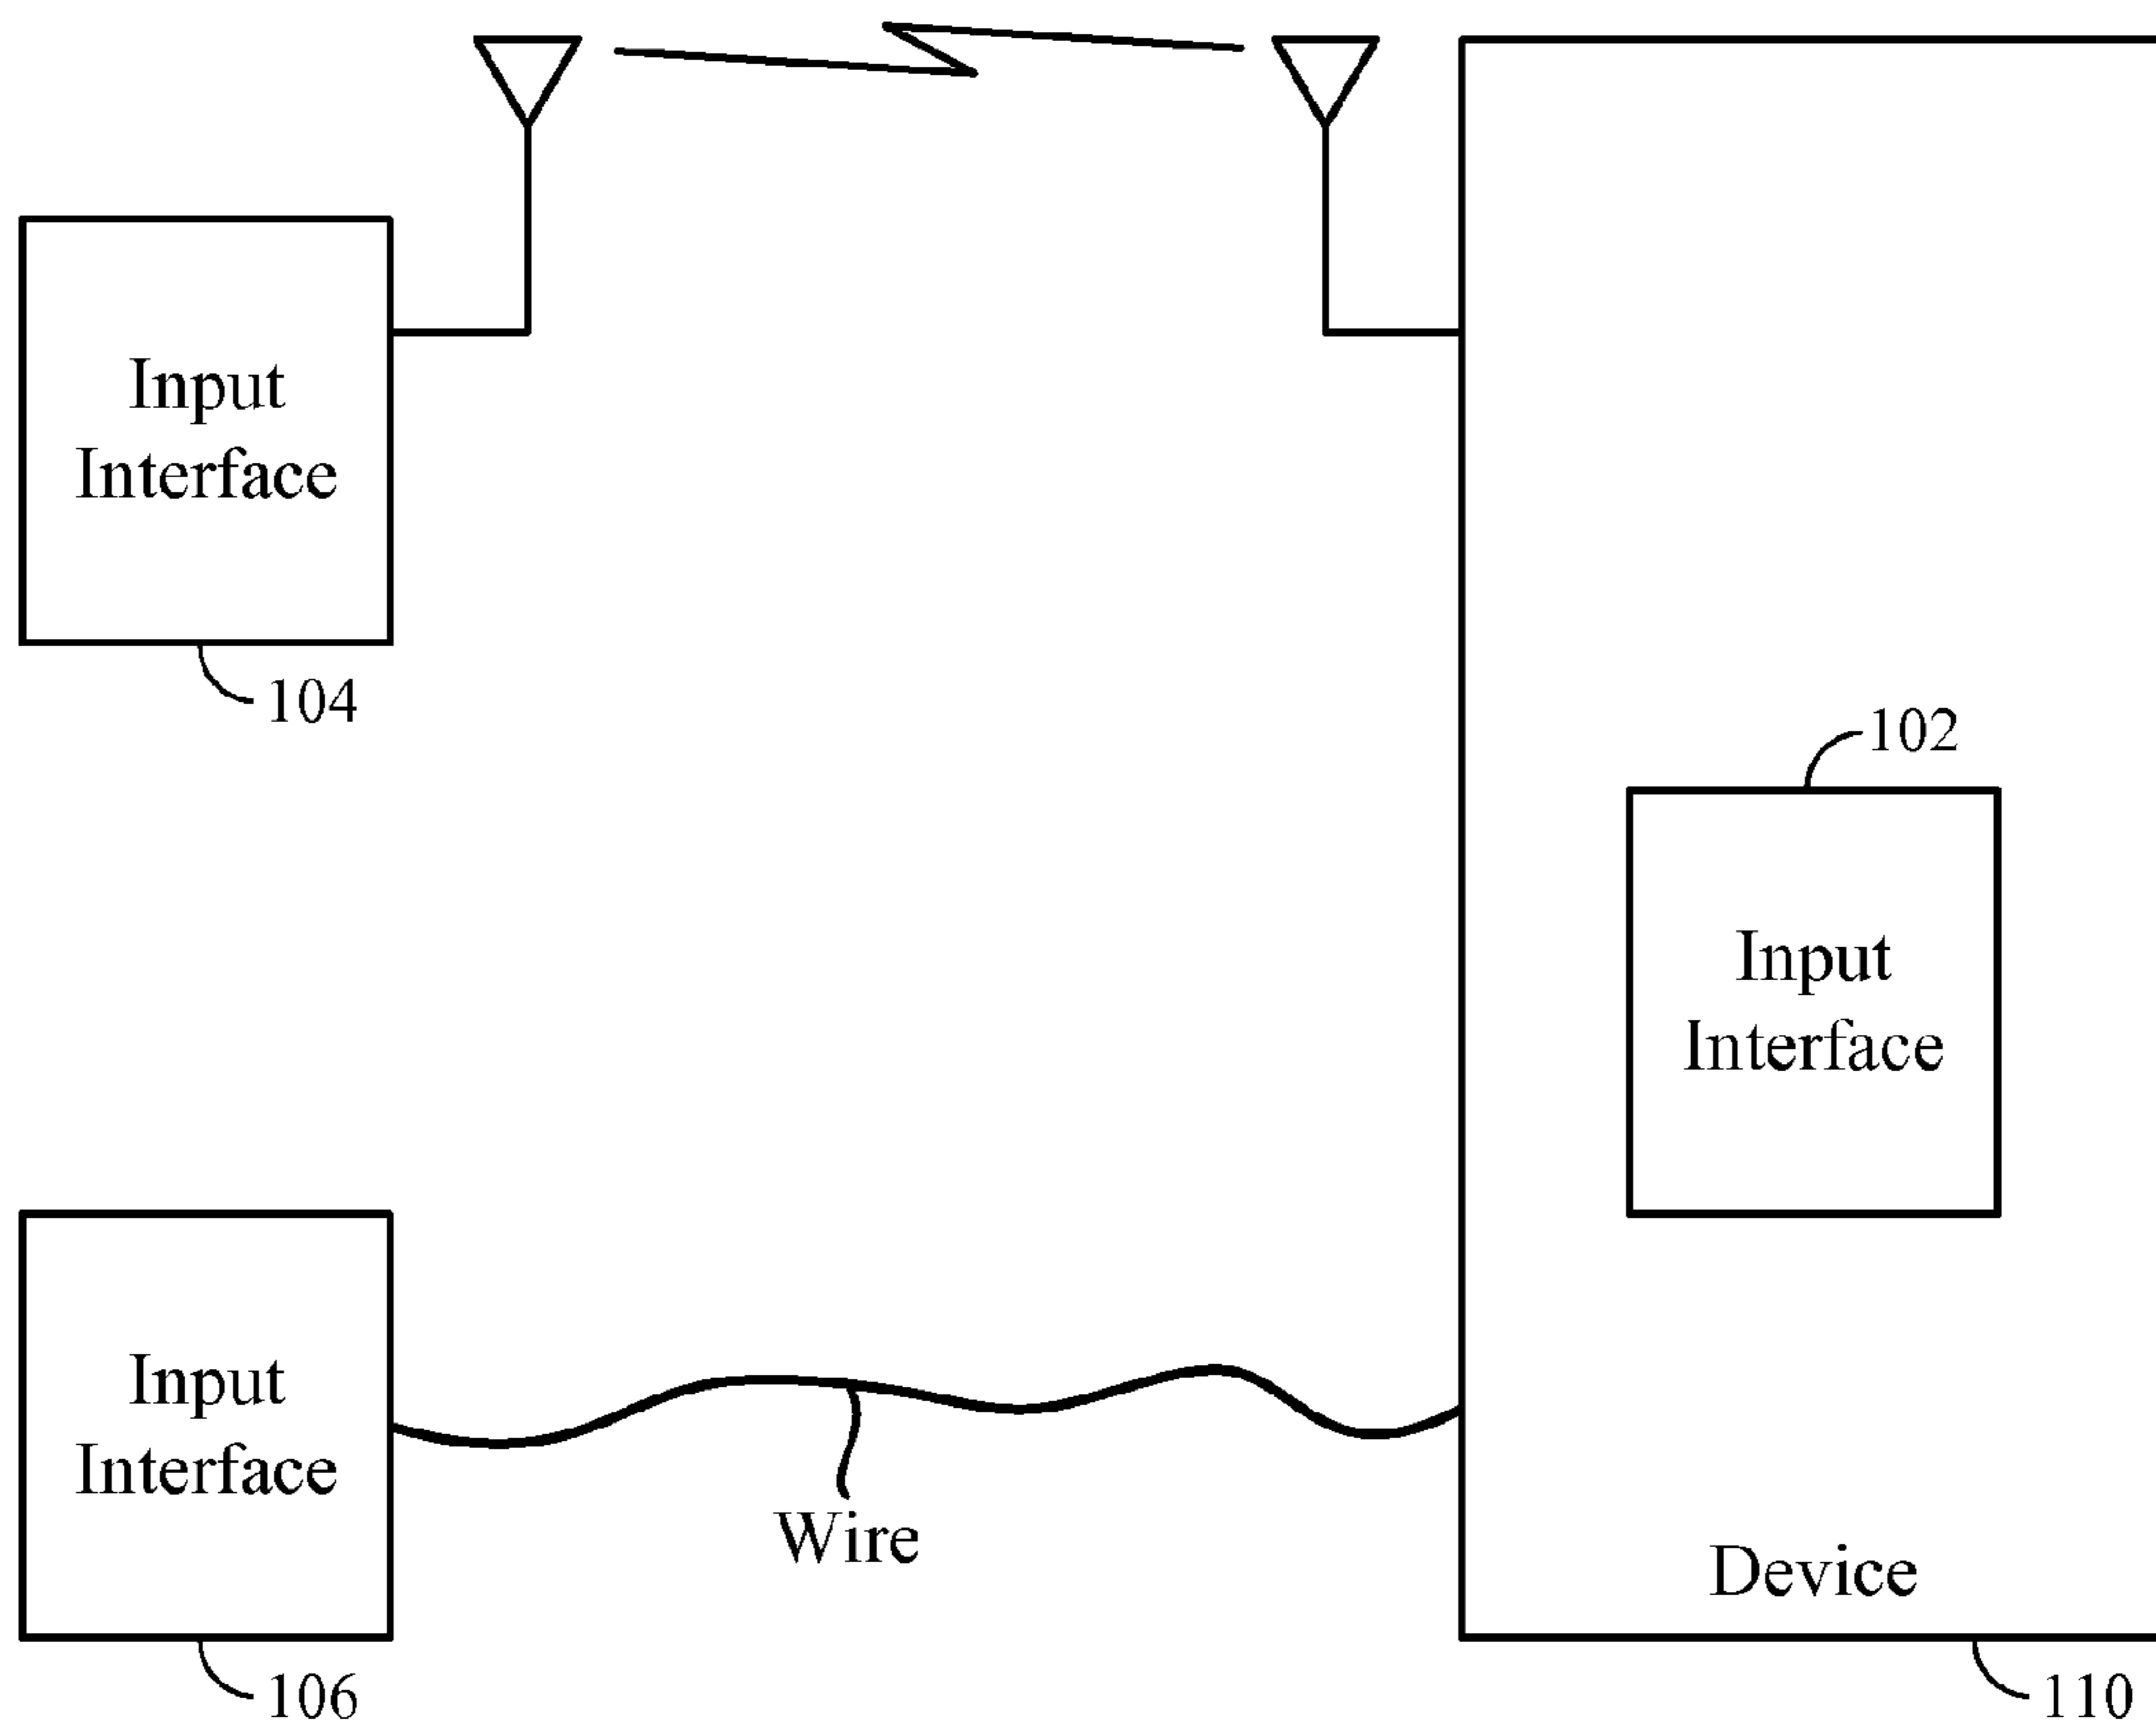 Input
Interface
104
102
Input
Interface
Input
Interface
Wire
Device
106
110